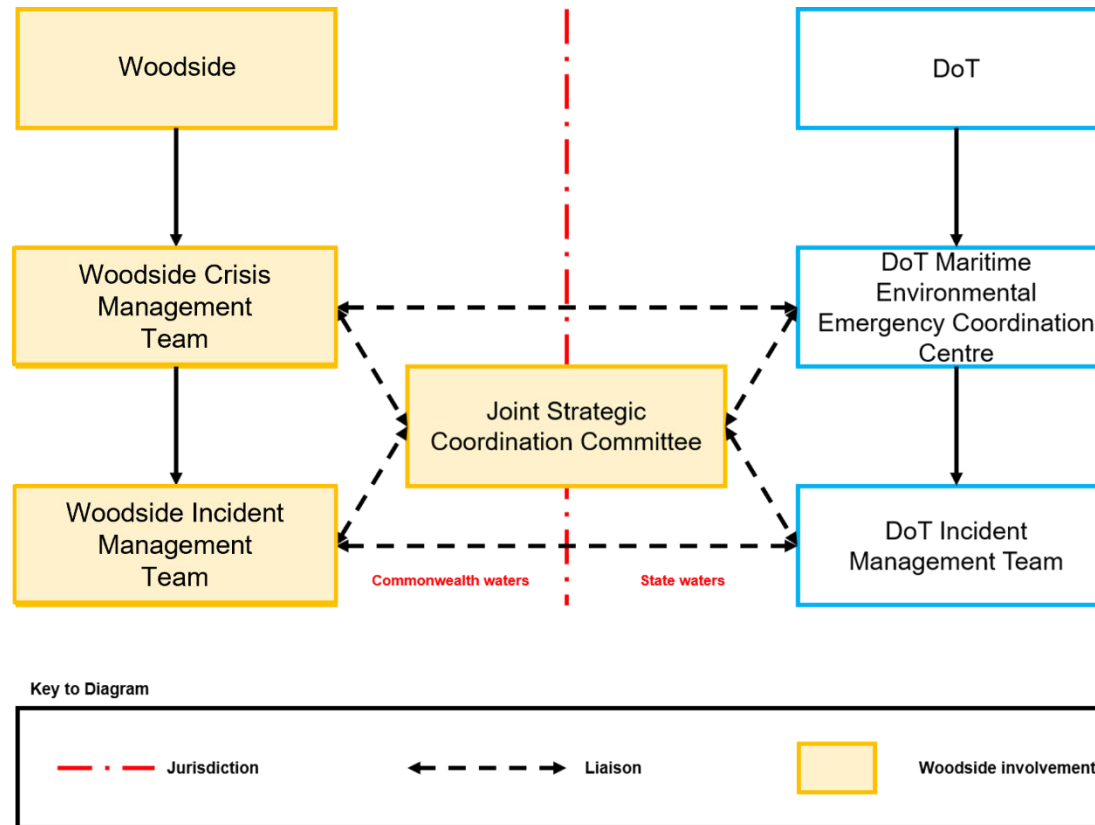 Woodside
DoT
Woodside Crisis
Management
Team
DoT Maritime
Environmental
Emergency Coordination
Centre
Joint Strategic
Coordination Committee
Woodside Incident
Management
Team
DoT Incident
Management Team
Commonwealth waters
State waters
Key to Diagram
Jurisdiction
Liaison
Woodside involvement